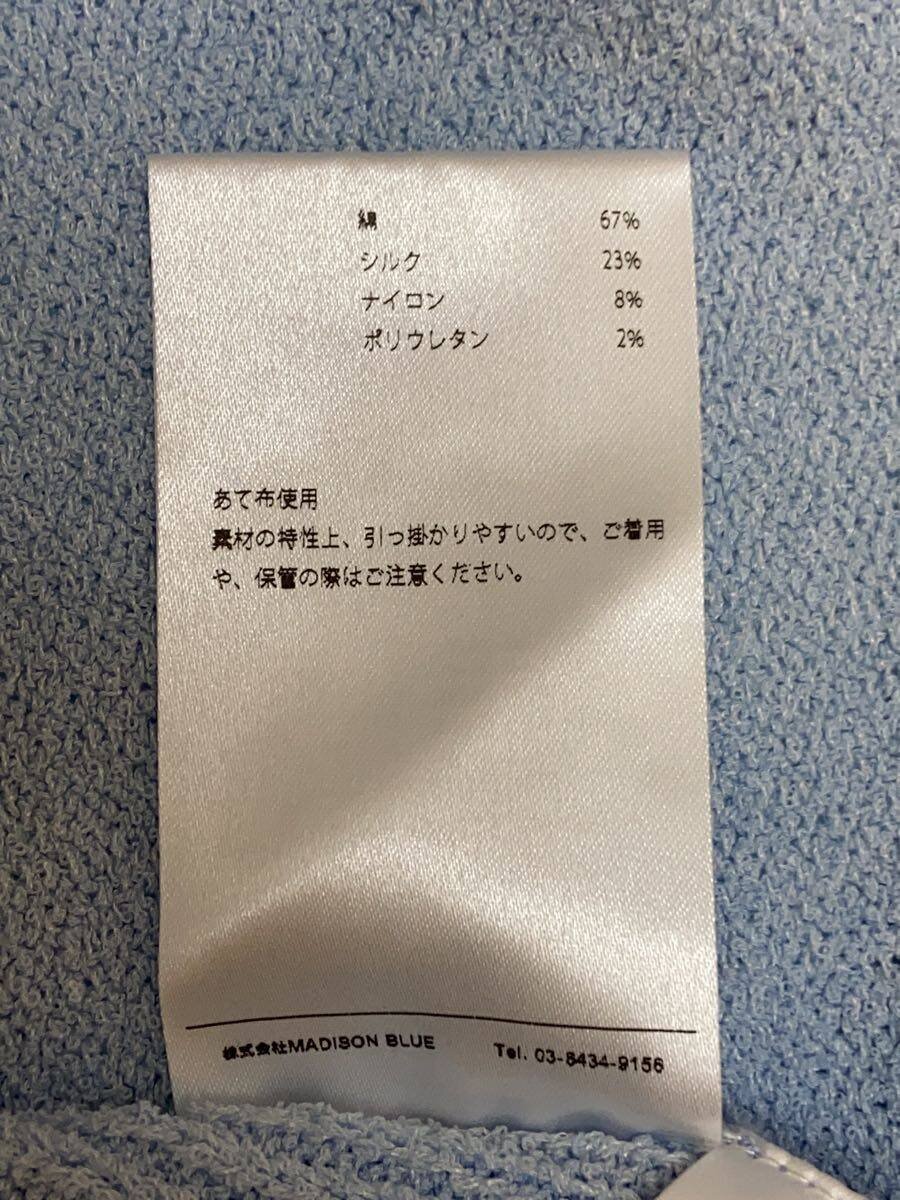 綿 67%
シルク 23%
ナイロン 8%
ポリウレタン 2%
あて布使用
素材の特性上、引っ掛かりやすいので、ご着用
や、保管の際はご注意ください。
株式会社MADISON BLUE Tel. 03-6434-9156